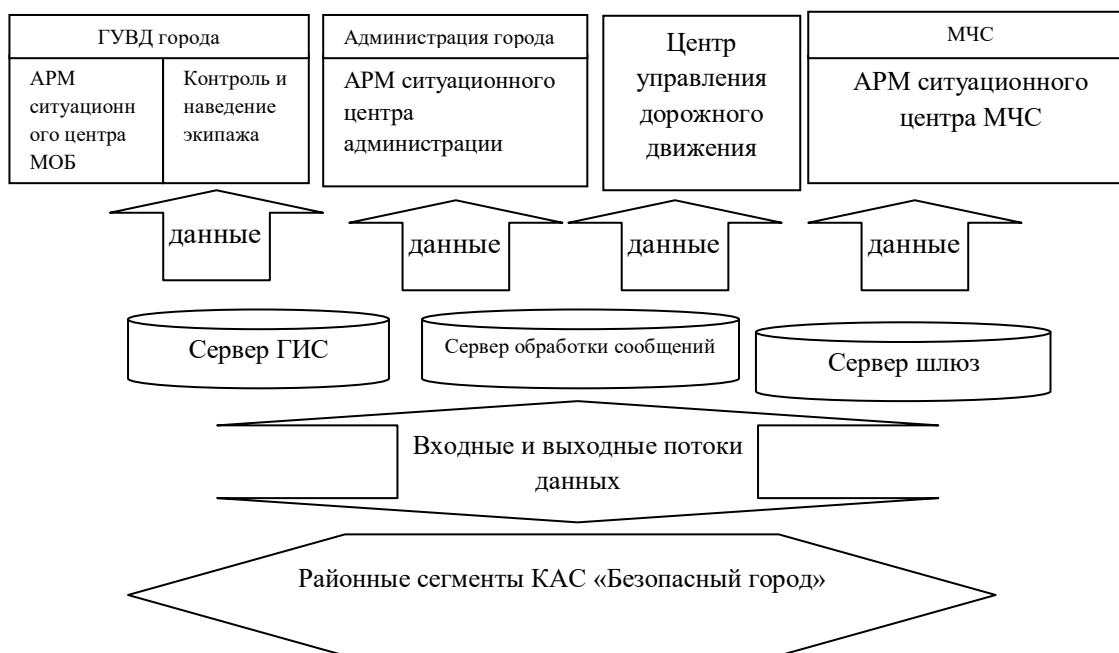 ГУВД города
АРМ
ситуационн
ого центра
МОБ
Контроль и
наведение
экипажа
Администрация города
АРМ ситуационного
центра
администрации
Центр
управления
дорожного
движения
МЧС
АРМ ситуационного
центра МЧС
данные
данные
данные
данные
Сервер ГИС
Сервер обработки сообщений
Сервер шлюз
Входные и выходные потоки
данных
Районные сегменты КАС «Безопасный город»